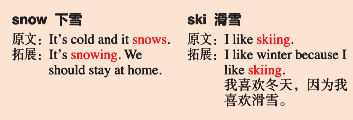 snow 下雪
原文：It's cold and it snows.
拓展：It's snowing. We
should stay at home.
ski 滑雪
原文：I like skiing.
拓展：I like winter because I
like skiing.
我喜欢冬天，因为我
喜欢滑雪。